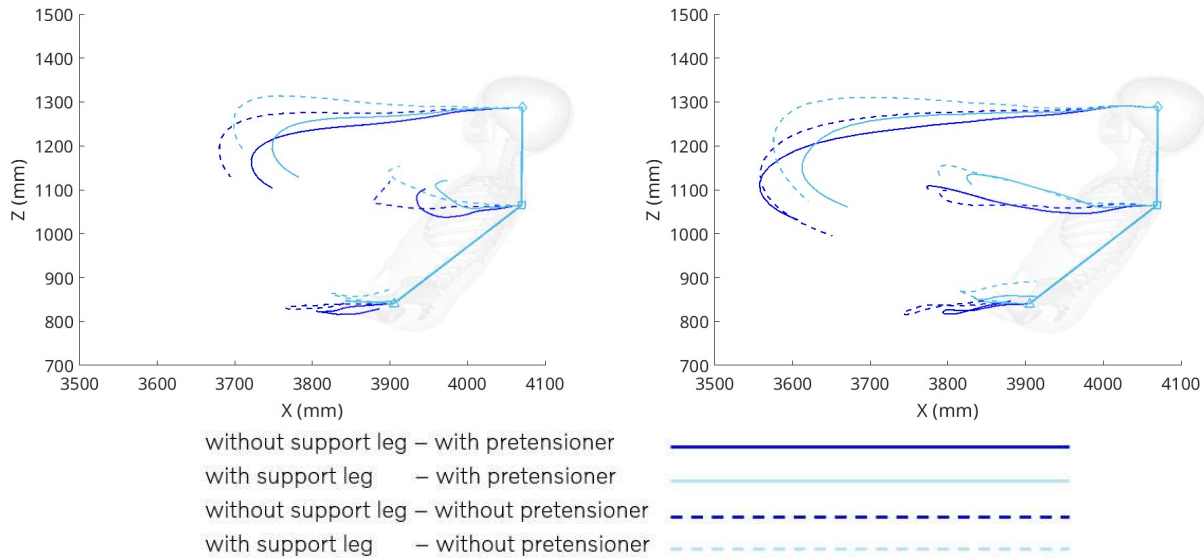 1500
1400
1300
1200
1100
1000
900
800
700
Z (mm)
3500 3600 3700 3800 3900 4000 4100
X (mm)
1500
1400
1300
1200
1100
1000
900
800
700
Z (mm)
3500 3600 3700 3800 3900 4000 4100
X (mm)
without support leg – with pretensioner
with support leg – with pretensioner
without support leg – without pretensioner
with support leg – without pretensioner